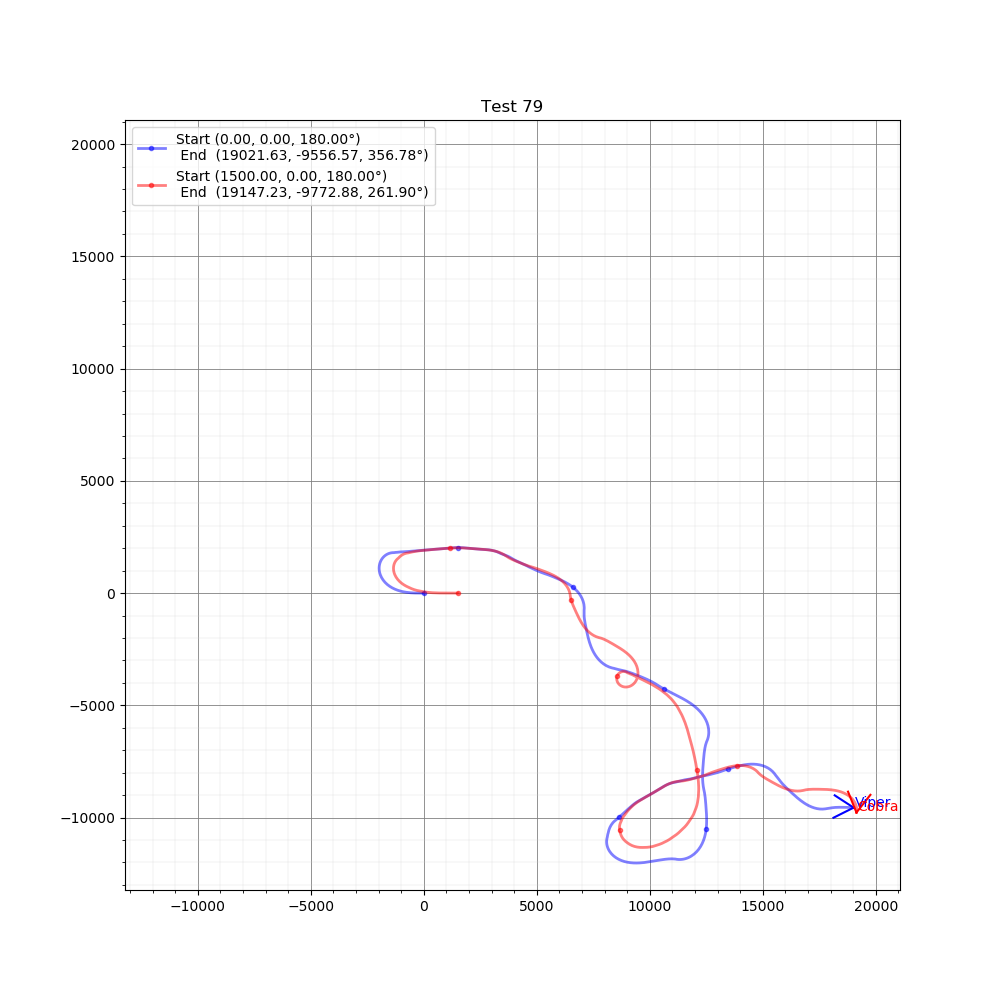 Test 79
Start (0.00, 0.00, 180.00°)
End (19021.63, -9556.57, 356.78°)
Start (1500.00, 0.00, 180.00°)
End (19147.23, -9772.88, 261.90°)
20000
15000
10000
5000
0
−5000
−10000
Viper
Cobra
−10000
−5000
0
5000
10000
15000
20000